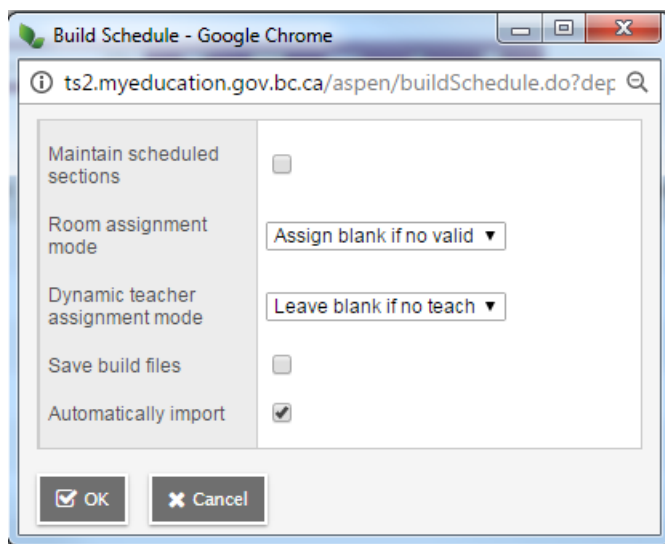 Build Schedule - Google Chrome
ts2.myeducation.gov.bc.ca/aspen/buildSchedule.do?dep
Maintain scheduled
sections
Room assignment
mode
Assign blank if no valid
Dynamic teacher
assignment mode
Leave blank if no teach
Save build files
Automatically import
OK
Cancel